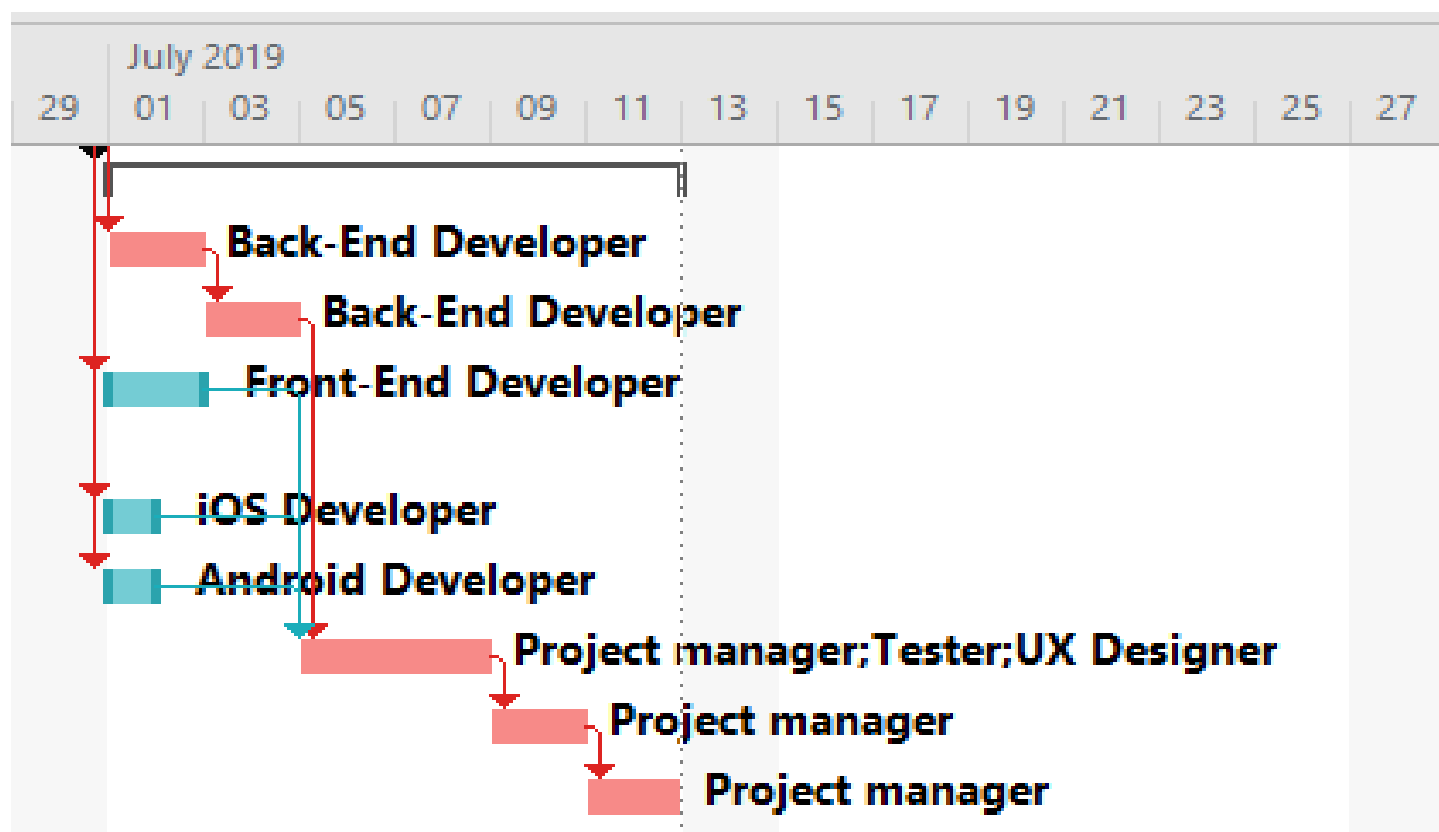 July 2019
29 01 03 05 07 09 11 13 15 17 19 21 23 25 27
Back-End Developer
Back-End Developer
Front-End Developer
iOS Developer
Android Developer
Project manager;Tester;UX Designer
Project manager
Project manager